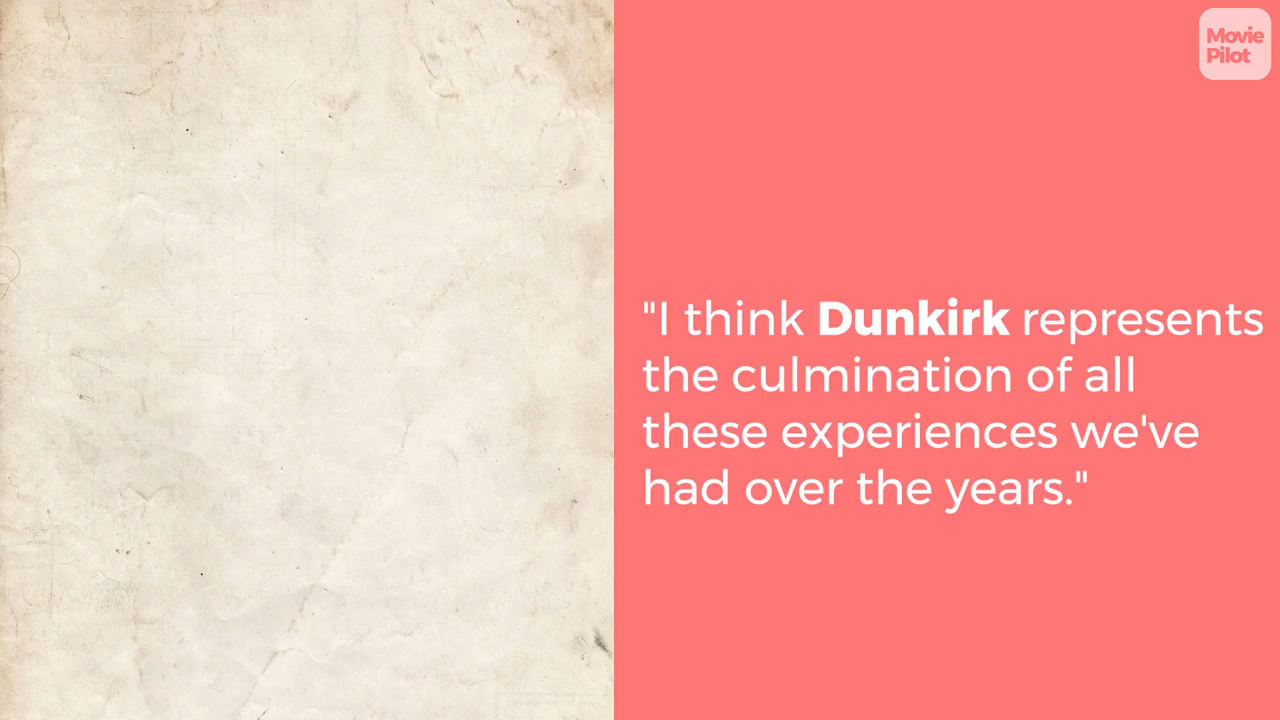 Movie
Pilot
"I think Dunkirk represents
the culmination of all
these experiences we've
had over the years."